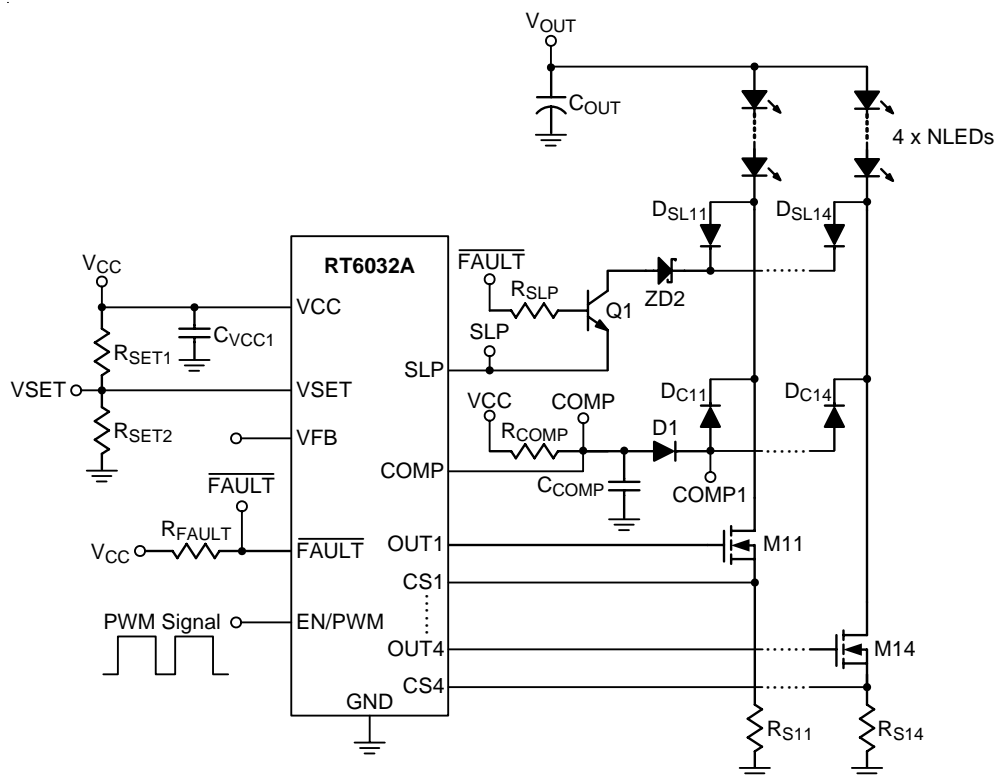 VOUT
COUT
4 x NLEDs
DSL11
DSL14
RT6032A
FAULT
RSLP
Q1
ZD2
VCC
VCC
CVCC1
RSET1
SLP
SLP
VSET
VSET
RSET2
VFB
VCC
COMP
RCOMP
D1
DC11
DC14
COMP
CCOMP
COMP1
FAULT
RFAULT
VCC
FAULT
OUT1
M11
CS1
PWM Signal
EN/PWM
OUT4
M14
CS4
GND
RS11
RS14